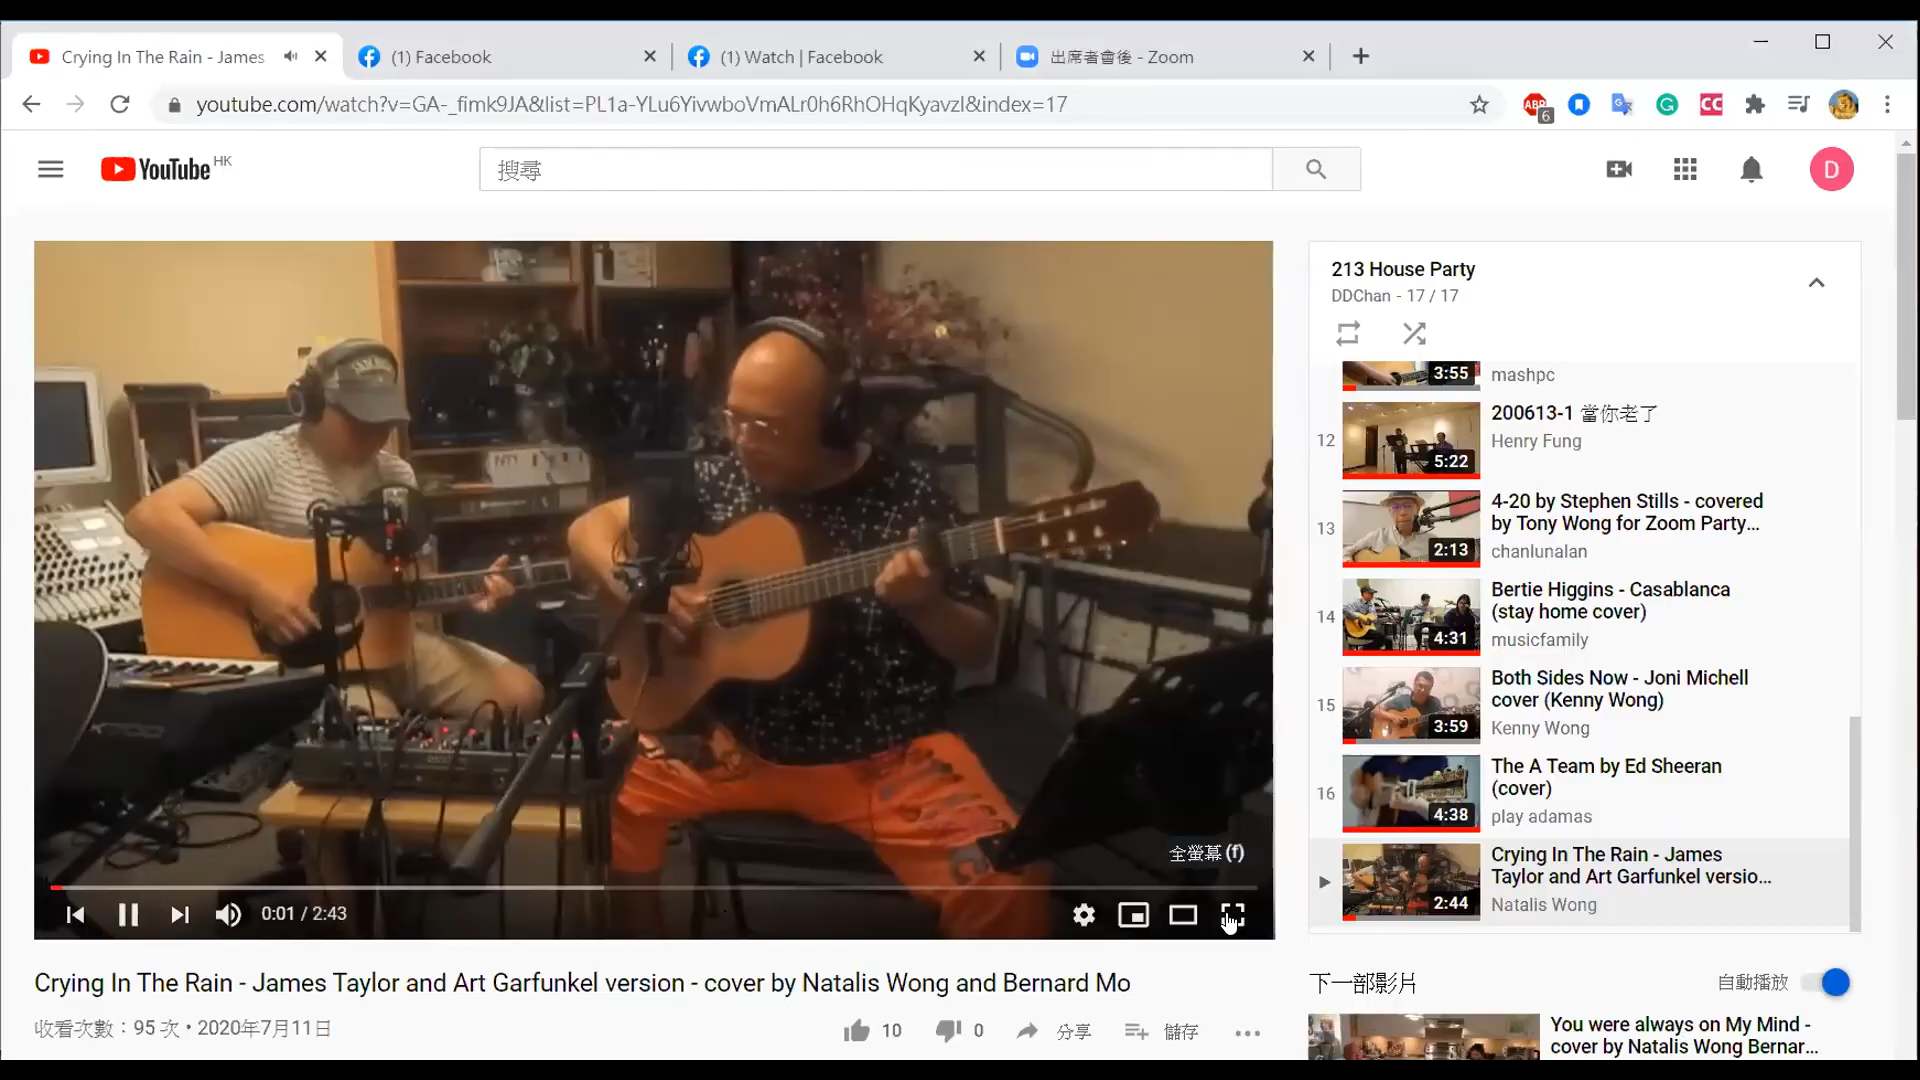 Crying In The Rain - James
(1) Facebook
(1) Watch | Facebook
出席者會後 - Zoom
youtube.com/watch?v=GA-_fimk9JA&list=PL1a-YLu6YivwboVmALr0h6RhOHqKyavzl&index=17
ABP
6
CC
YouTube HK
搜尋
D
213 House Party
DDChan - 17 / 17
3:55
mashpc
12
5:22
200613-1 當你老了
Henry Fung
13
2:13
4-20 by Stephen Stills - covered
by Tony Wong for Zoom Party...
chanlunalan
14
4:31
Bertie Higgins - Casablanca
(stay home cover)
musicfamily
15
3:59
Both Sides Now - Joni Michell
cover (Kenny Wong)
Kenny Wong
16
4:38
The A Team by Ed Sheeran
(cover)
play adamas
2:44
Crying In The Rain - James
Taylor and Art Garfunkel versio...
Natalis Wong
全螢幕 (f)
0:01 / 2:43
Crying In The Rain - James Taylor and Art Garfunkel version - cover by Natalis Wong and Bernard Mo
收看次數：95 次 • 2020年7月11日
10
0
分享
儲存
下一部影片
自動播放
You were always on My Mind -
cover by Natalis Wong Bernar...